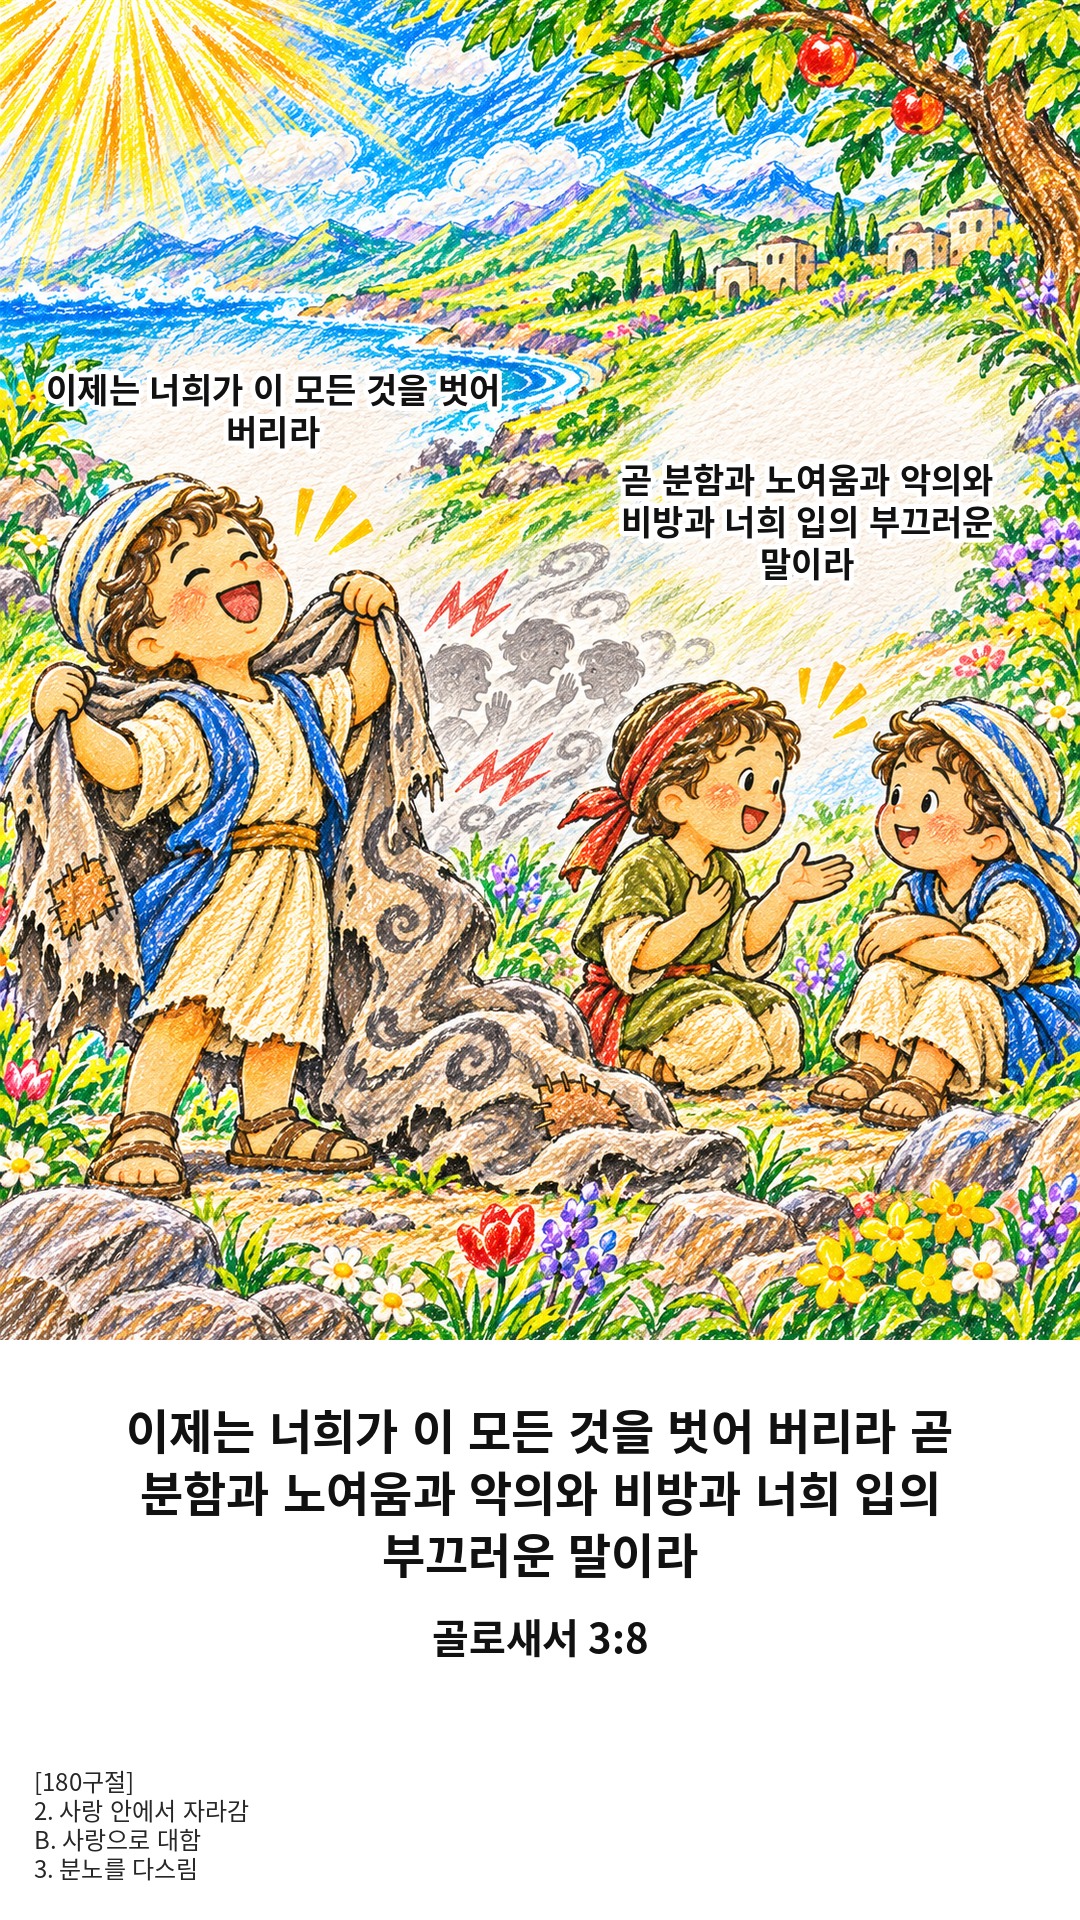 이제는 너희가 이 모든 것을 벗어
버리라
곧 분함과 노여움과 악의와
비방과 너희 입의 부끄러운
말이라
이제는 너희가 이 모든 것을 벗어 버리라 곧
분함과 노여움과 악의와 비방과 너희 입의
부끄러운 말이라
골로새서 3:8
[180구절]
2. 사랑 안에서 자라감
B. 사랑으로 대함
3. 분노를 다스림